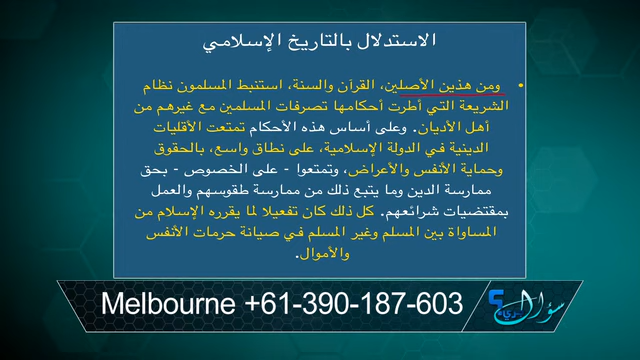 الاستدلال بالتاريخ الإسلامي
• ومن هذين الأصلين، القرآن والسنة، استنبط المسلمون نظام
الشريعة التي أطرت أحكامها تصرفات المسلمين مع غيرهم من
أهل الأديان. وعلى أساس هذه الأحكام تمتعت الأقليات
الدينية في الدولة الإسلامية، على نطاق واسع، بالحقوق
وحماية الأنفس والأعراض، وتمتعوا - على الخصوص - بحق
ممارسة الدين وما يتبع ذلك من ممارسة طقوسهم والعمل
بمقتضيات شرائعهم. كل ذلك كان تفعيلا لما يقرره الإسلام من
المساواة بين المسلم وغير المسلم في صيانة حرمات الأنفس
والأموال.
Melbourne +61-390-187-603
سؤال جريء